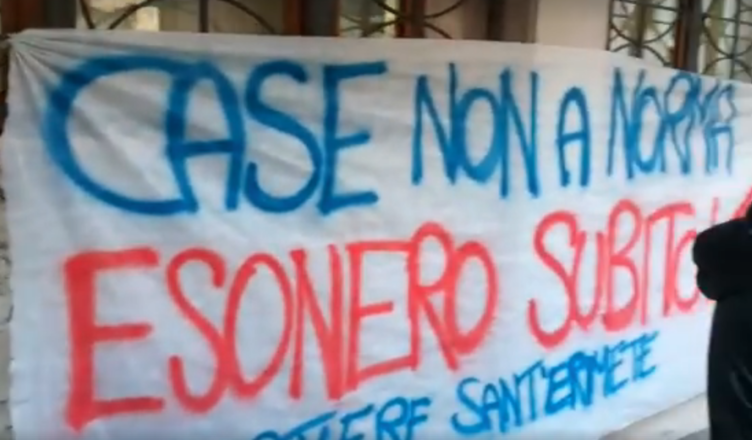 CASE NON A NORMA
ESONERO SUBITO
SANT'ERMETE